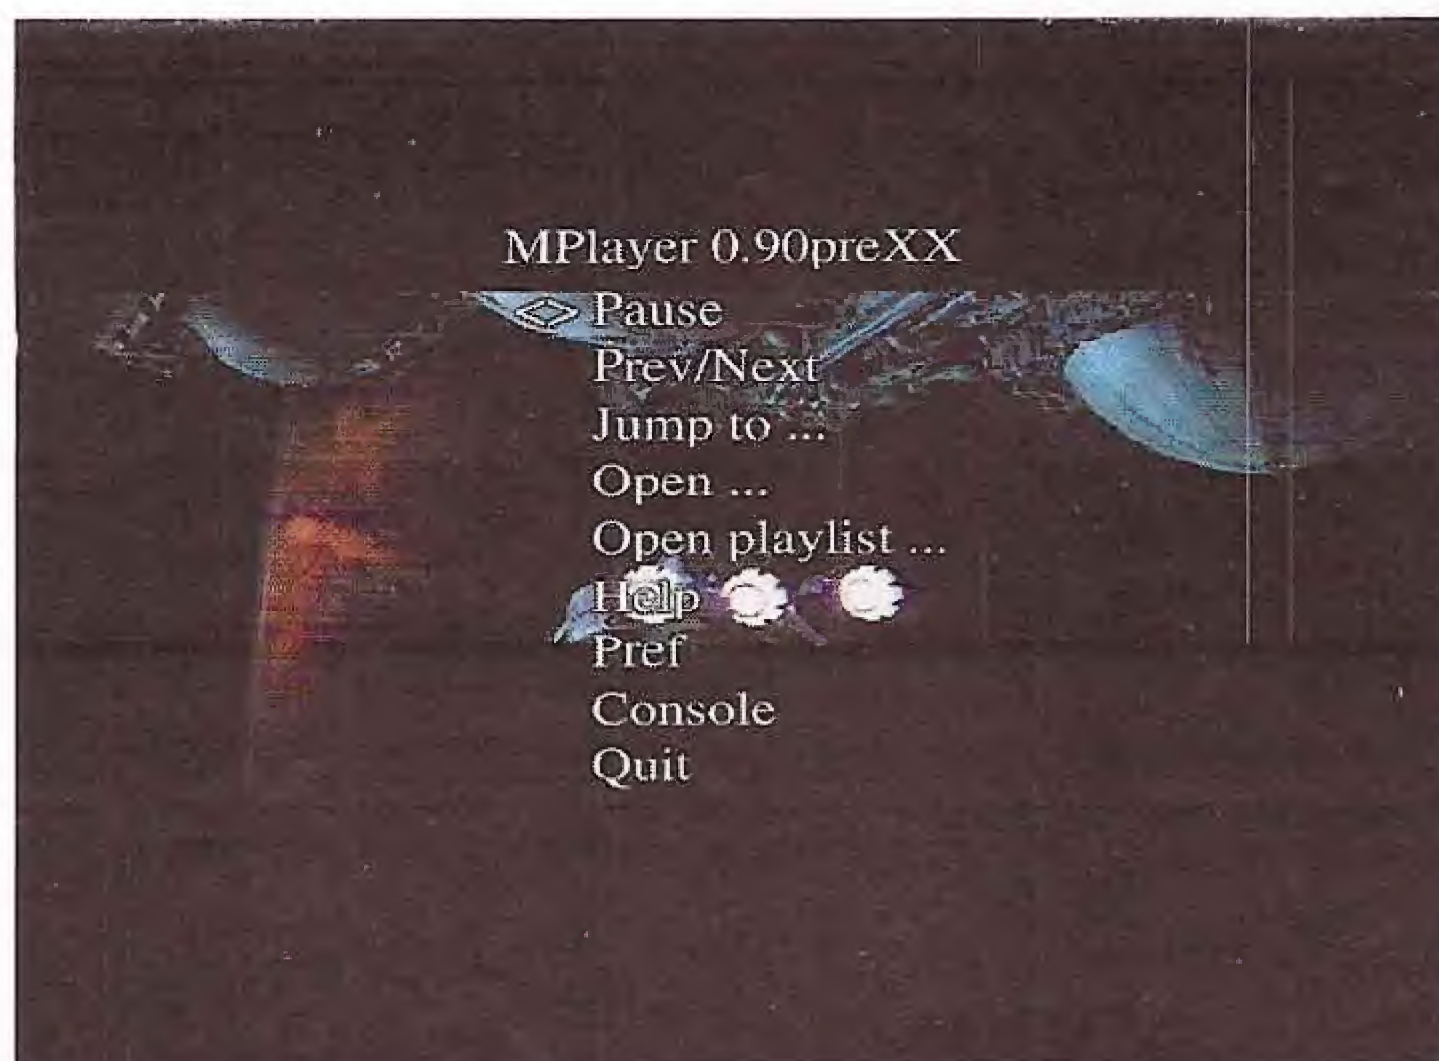 MPlayer 0.90preXX
Pause
Prev/Next
Jump to ...
Open ...
Open playlist ...
Help
Pref
Console
Quit